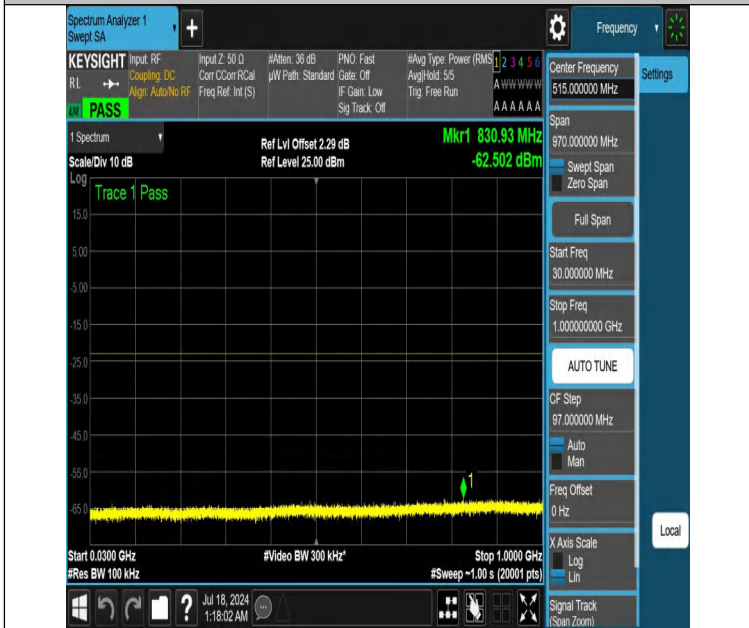 Spectrum Analyzer 1
Swept SA
Frequency
KEYSIGHT
RL
PASS
Input: RF
Coupling: DC
Align: Auto/No RF
Input Z: 50 Ω
Corr CCorr RCal
Freq Ref: Int (S)
#Atten: 36 dB
µW Path: Standard
PNO: Fast
Gate: Off
IF Gain: Low
Sig Track: Off
#Avg Type: Power (RMS
Avg|Hold: 5/5
Trig: Free Run
1 2 3 4 5 6
A W W W W W
A A A A A A
1 Spectrum
Scale/Div 10 dB
Ref Lvl Offset 2.29 dB
Ref Level 25.00 dBm
Mkr1 830.93 MHz
-62.502 dBm
Log
Trace 1 Pass
15.0
5.00
-5.00
-15.0
-25.0
-35.0
-45.0
-55.0
-65.0
1
Start 0.0300 GHz
#Res BW 100 kHz
#Video BW 300 kHz*
Stop 1.0000 GHz
#Sweep ~1.00 s (20001 pts)
Center Frequency
515.000000 MHz
Settings
Span
970.000000 MHz
Swept Span
Zero Span
Full Span
Start Freq
30.000000 MHz
Stop Freq
1.000000000 GHz
AUTO TUNE
CF Step
97.000000 MHz
Auto
Man
Freq Offset
0 Hz
X Axis Scale
Log
Lin
Signal Track
(Span Zoom)
Local
?
Jul 18, 2024
1:18:02 AM